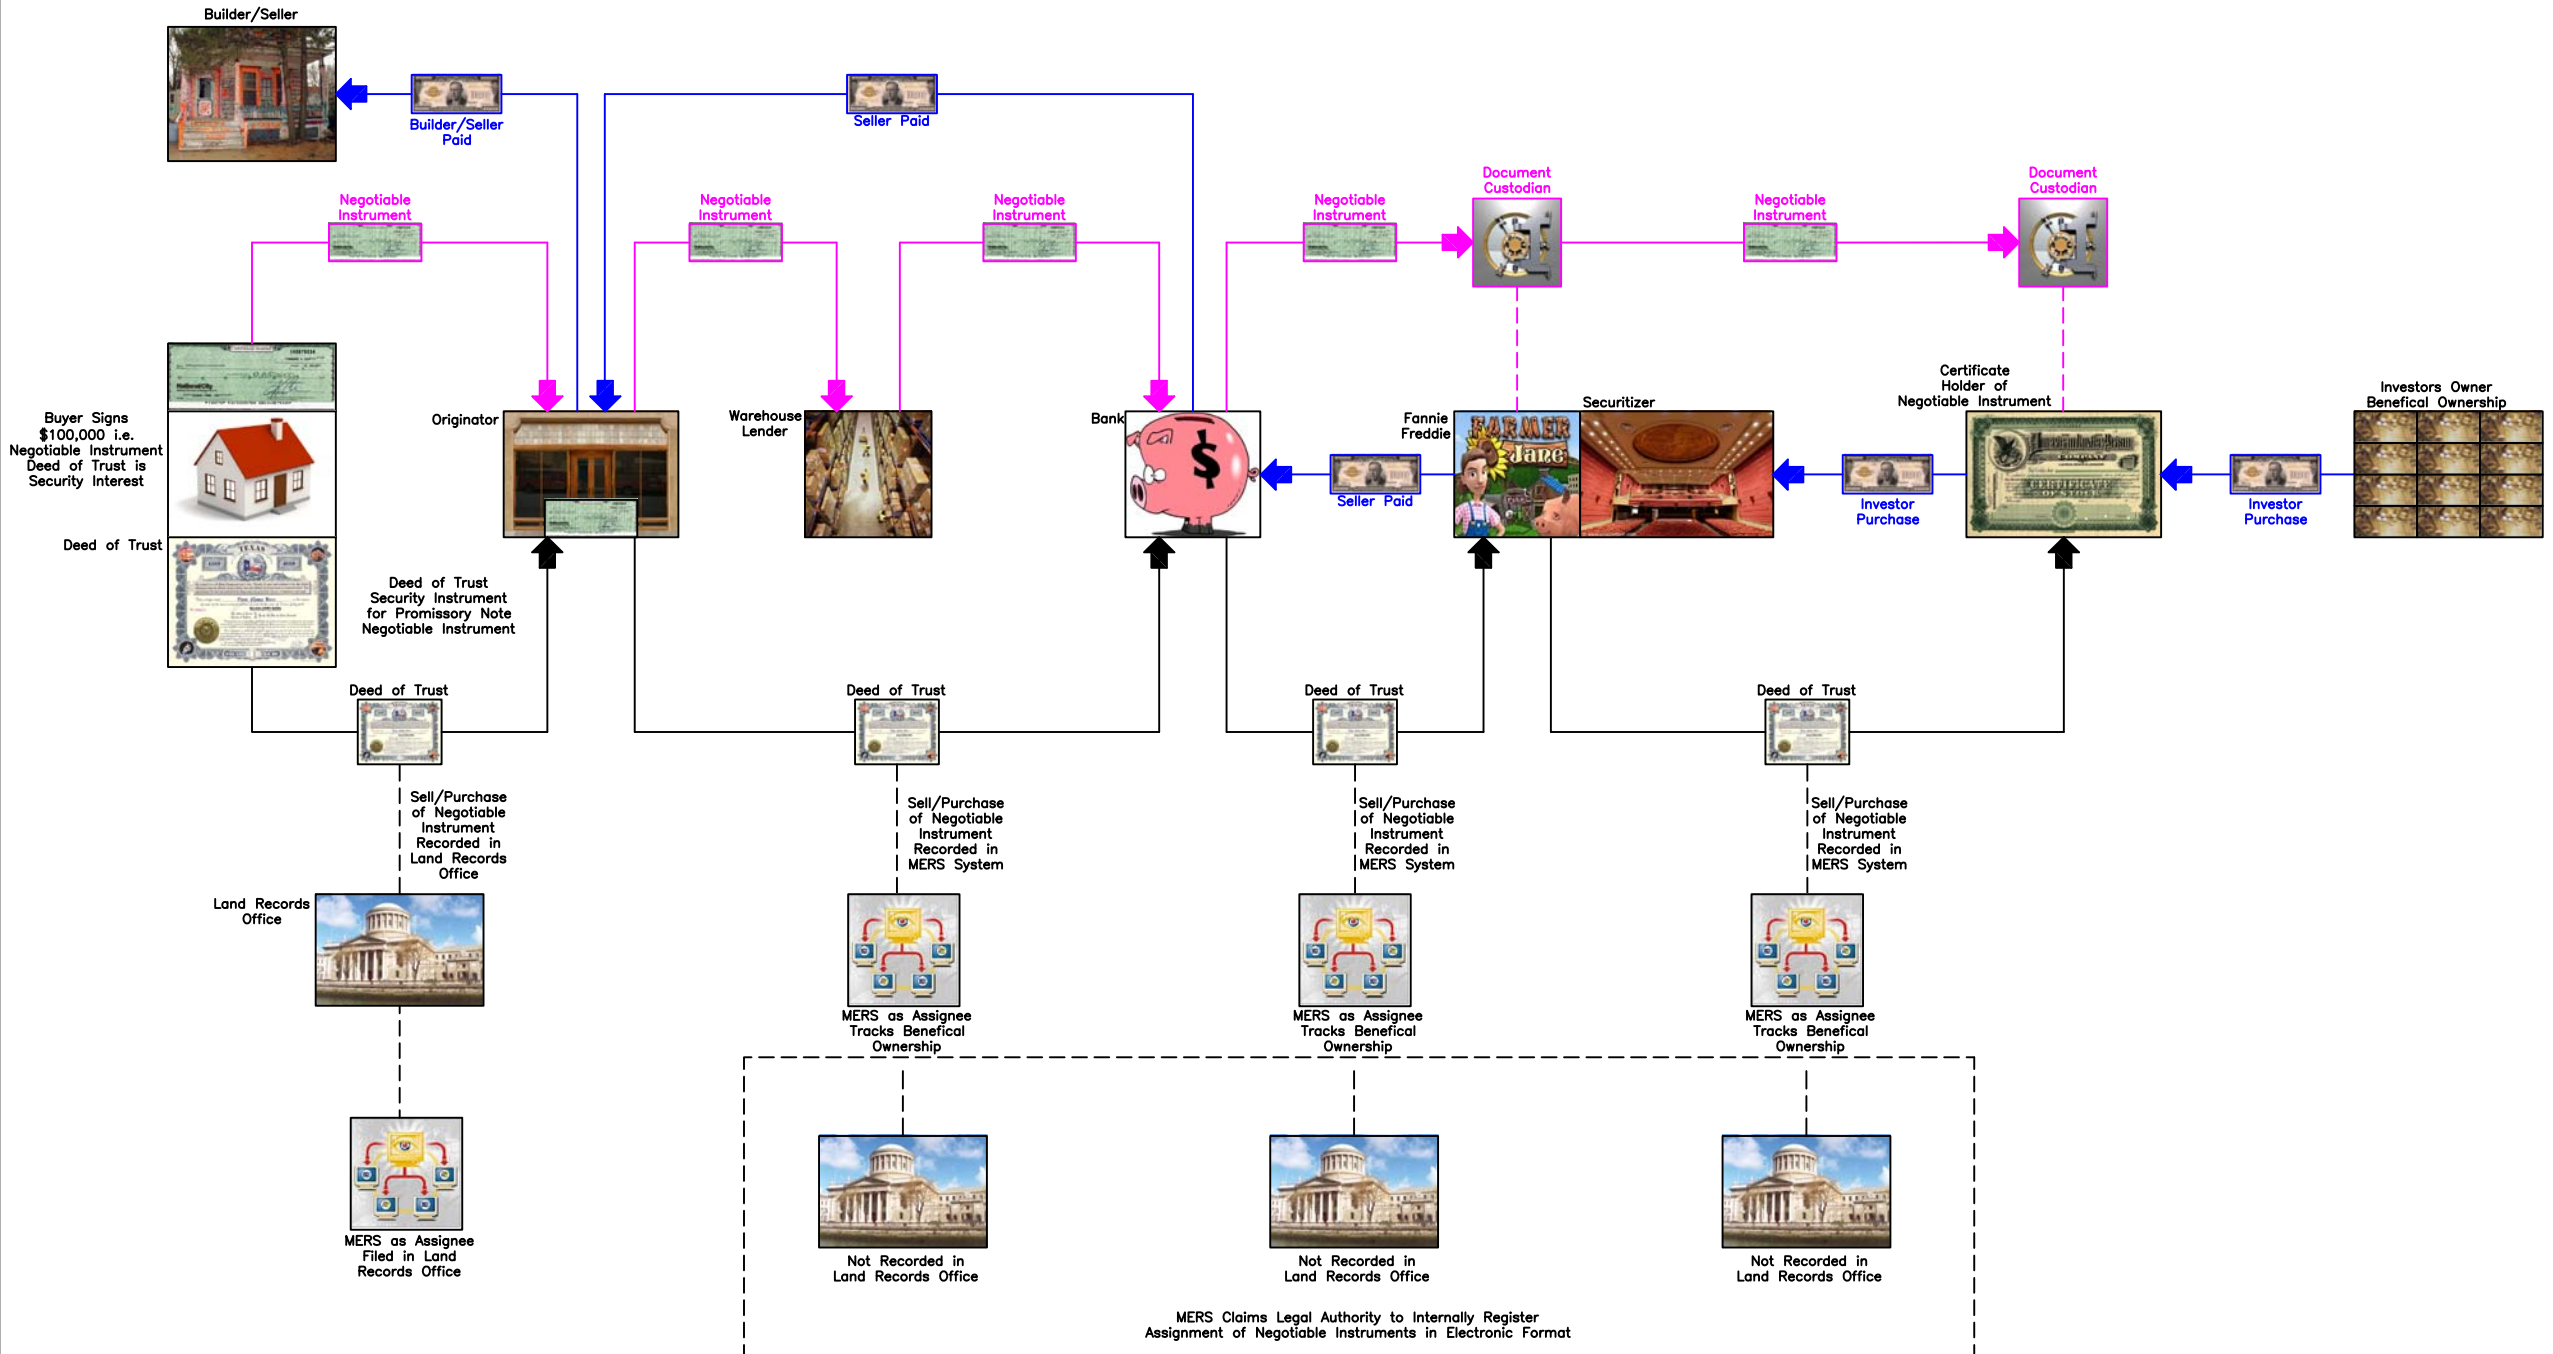 Builder/Seller
Builder/Seller
Paid
Seller Paid
Negotiable
Instrument
Negotiable
Instrument
Negotiable
Instrument
Negotiable
Instrument
Document
Custodian
Negotiable
Instrument
Document
Custodian
Buyer Signs
$100,000 i.e.
Negotiable Instrument
Deed of Trust is
Security Interest
Originator
Warehouse
Lender
Bank
$
Fannie
Freddie
FARMER
Jane
Securitizer
Certificate
Holder of
Negotiable Instrument
Investors Owner
Benefical Ownership
Seller Paid
Investor
Purchase
Investor
Purchase
Deed of Trust
TEXAS
Deed of Trust
Security Instrument
for Promissory Note
Negotiable Instrument
Deed of Trust
Deed of Trust
Deed of Trust
Deed of Trust
Sell/Purchase
of Negotiable
Instrument
Recorded in
Land Records
Office
Sell/Purchase
of Negotiable
Instrument
Recorded in
MERS System
Sell/Purchase
of Negotiable
Instrument
Recorded in
MERS System
Sell/Purchase
of Negotiable
Instrument
Recorded in
MERS System
Land Records
Office
MERS as Assignee
Tracks Benefical
Ownership
MERS as Assignee
Tracks Benefical
Ownership
MERS as Assignee
Tracks Benefical
Ownership
MERS as Assignee
Filed in Land
Records Office
Not Recorded in
Land Records Office
Not Recorded in
Land Records Office
Not Recorded in
Land Records Office
MERS Claims Legal Authority to Internally Register
Assignment of Negotiable Instruments in Electronic Format